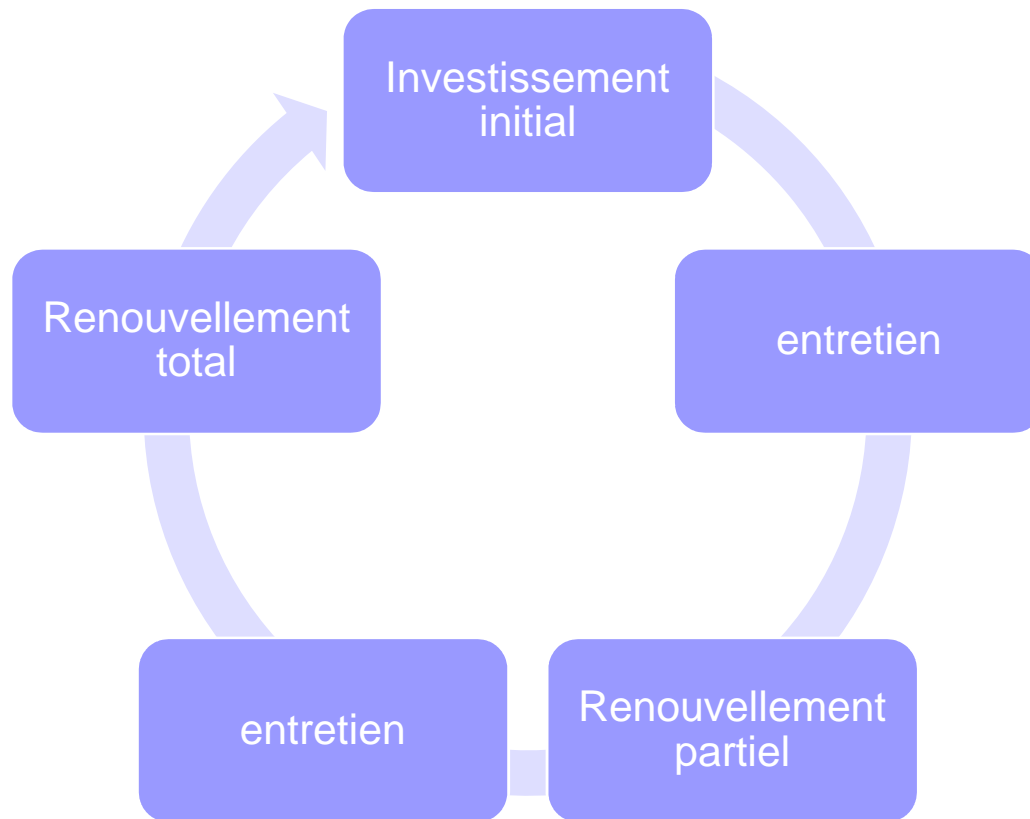 Investissement
initial
entretien
Renouvellement
partiel
entretien
Renouvellement
total